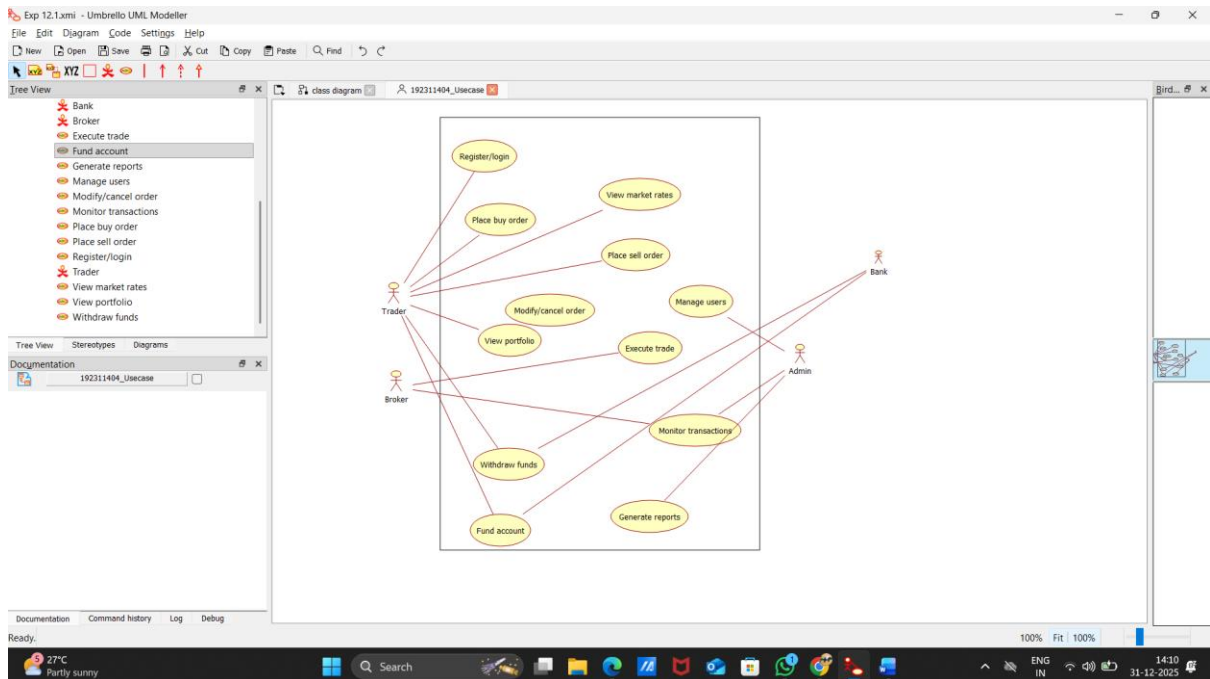 Exp 12.1.xmi - Umbrello UML Modeller
File Edit Diagram Code Settings Help
New Open Save Cut Copy Paste Find
XYZ XYZ
Tree View
class diagram 192311404_Usecase
Bird...
Bank
Broker
Execute trade
Fund account
Generate reports
Manage users
Modify/cancel order
Monitor transactions
Place buy order
Place sell order
Register/login
Trader
View market rates
View portfolio
Withdraw funds
Tree View Stereotypes Diagrams
Documentation
192311404_Usecase
Register/login
View market rates
Place buy order
Place sell order
Bank
Trader
Modify/cancel order
Manage users
View portfolio
Execute trade
Admin
Broker
Monitor transactions
Withdraw funds
Generate reports
Fund account
Documentation Command history Log Debug
Ready.
100% Fit 100%
5
27°C
Partly sunny
Search
ENG
IN
14:10
31-12-2025